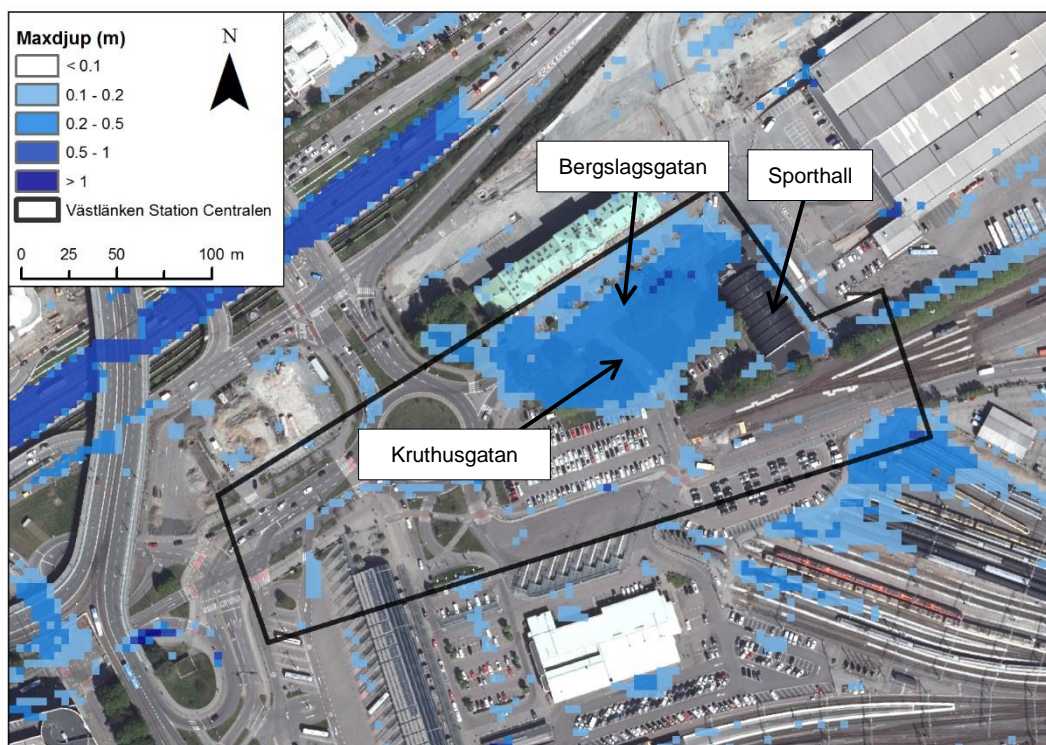 Maxdjup (m)
N
< 0.1
0.1 - 0.2
0.2 - 0.5
0.5 - 1
> 1
Västlänken Station Centralen
0 25 50 100 m
Bergslagsgatan
Sporthall
Kruthusgatan